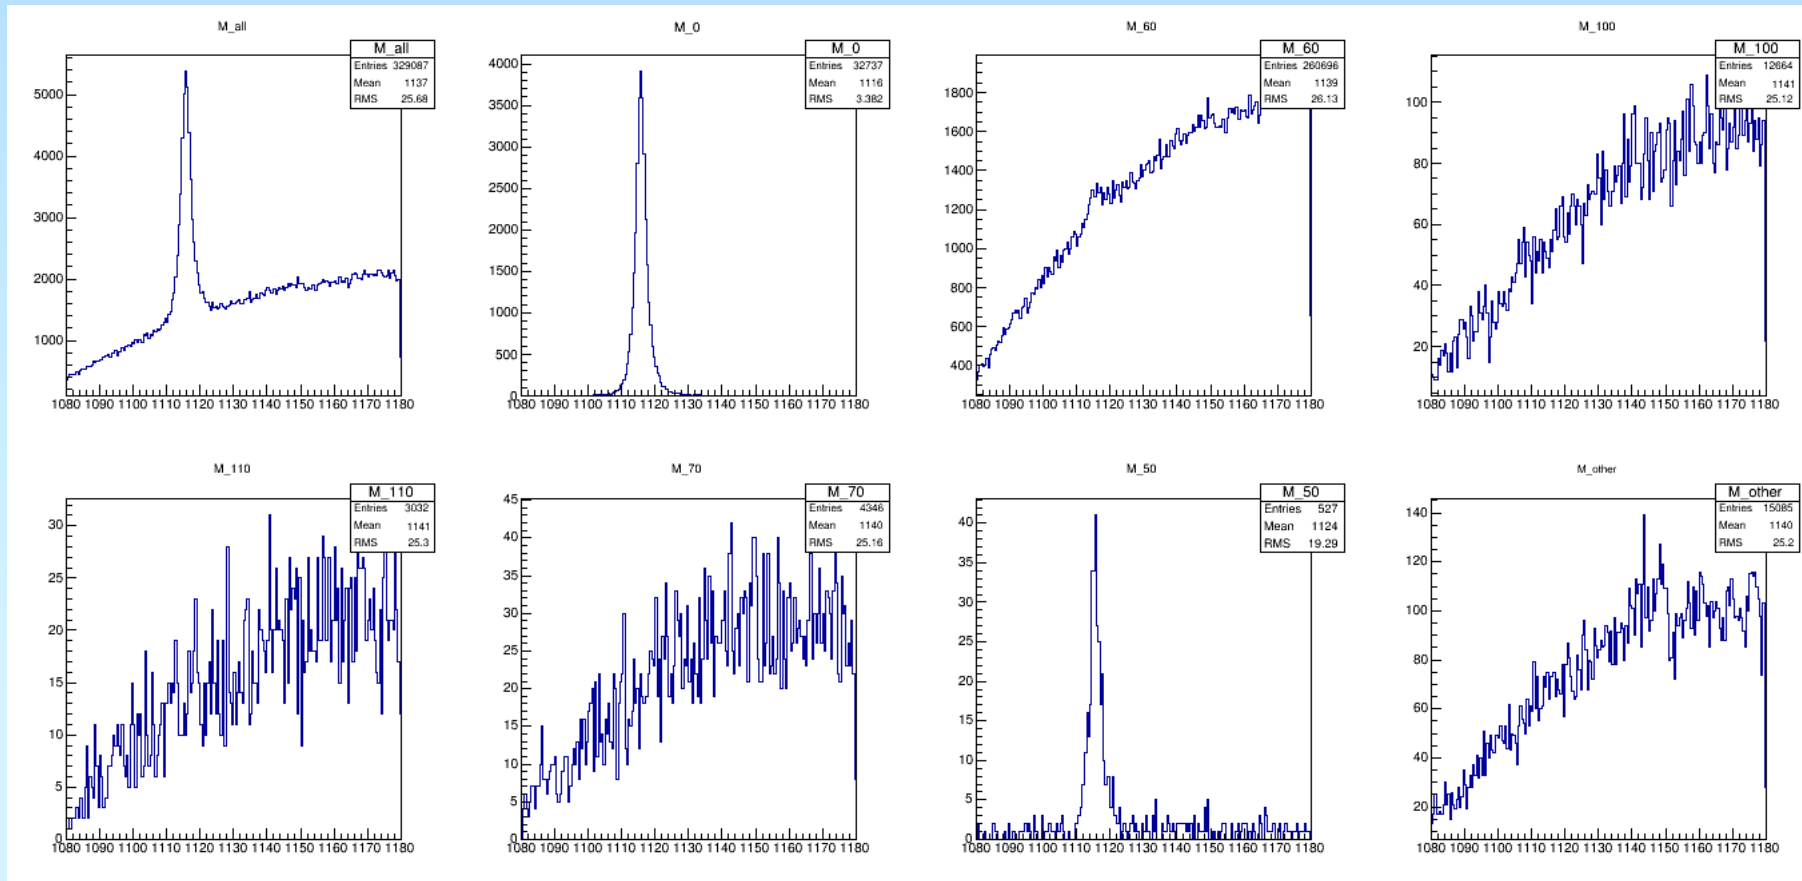 M_all
M_all
Entries 329087
Mean 1137
RMS 25.68
5000
4000
3000
2000
1000
1080 1090 1100 1110 1120 1130 1140 1150 1160 1170 1180
M_0
M_0
Entries 32737
Mean 1116
RMS 3.382
4000
3500
3000
2500
2000
1500
1000
500
0
1080 1090 1100 1110 1120 1130 1140 1150 1160 1170 1180
M_60
M_60
Entries 260696
Mean 1139
RMS 26.13
1800
1600
1400
1200
1000
800
600
400
1080 1090 1100 1110 1120 1130 1140 1150 1160 1170 1180
M_100
M_100
Entries 12664
Mean 1141
RMS 25.12
100
80
60
40
20
1080 1090 1100 1110 1120 1130 1140 1150 1160 1170 1180
M_110
M_110
Entries 3032
Mean 1141
RMS 25.3
30
25
20
15
10
5
0
1080 1090 1100 1110 1120 1130 1140 1150 1160 1170 1180
M_70
M_70
Entries 4346
Mean 1140
RMS 25.16
45
40
35
30
25
20
15
10
5
0
1080 1090 1100 1110 1120 1130 1140 1150 1160 1170 1180
M_50
M_50
Entries 527
Mean 1124
RMS 19.29
40
35
30
25
20
15
10
5
0
1080 1090 1100 1110 1120 1130 1140 1150 1160 1170 1180
M_other
M_other
Entries 15085
Mean 1140
RMS 25.2
140
120
100
80
60
40
20
1080 1090 1100 1110 1120 1130 1140 1150 1160 1170 1180